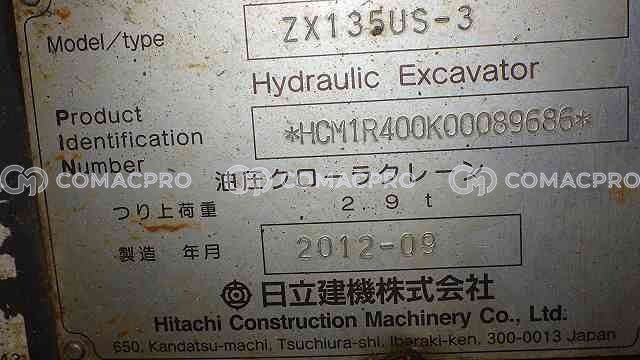 Model/type ZX135US-3
Hydraulic Excavator
Product
Identification *HCM1R400K00089686*
Number
COMACPRO COMACPRO COMACPRO
油圧クローラクレーン
つり上荷重 2.9t
製造 年月 2012-09
日立建機株式会社
Hitachi Construction Machinery Co., Ltd.
650, Kandatsu-machi, Tsuchiura-shi, Ibaraki-ken, 300-0013 Japan